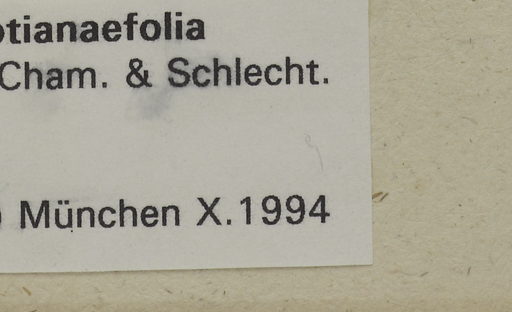 otianaefolia
Cham. & Schlecht.
München X.1994